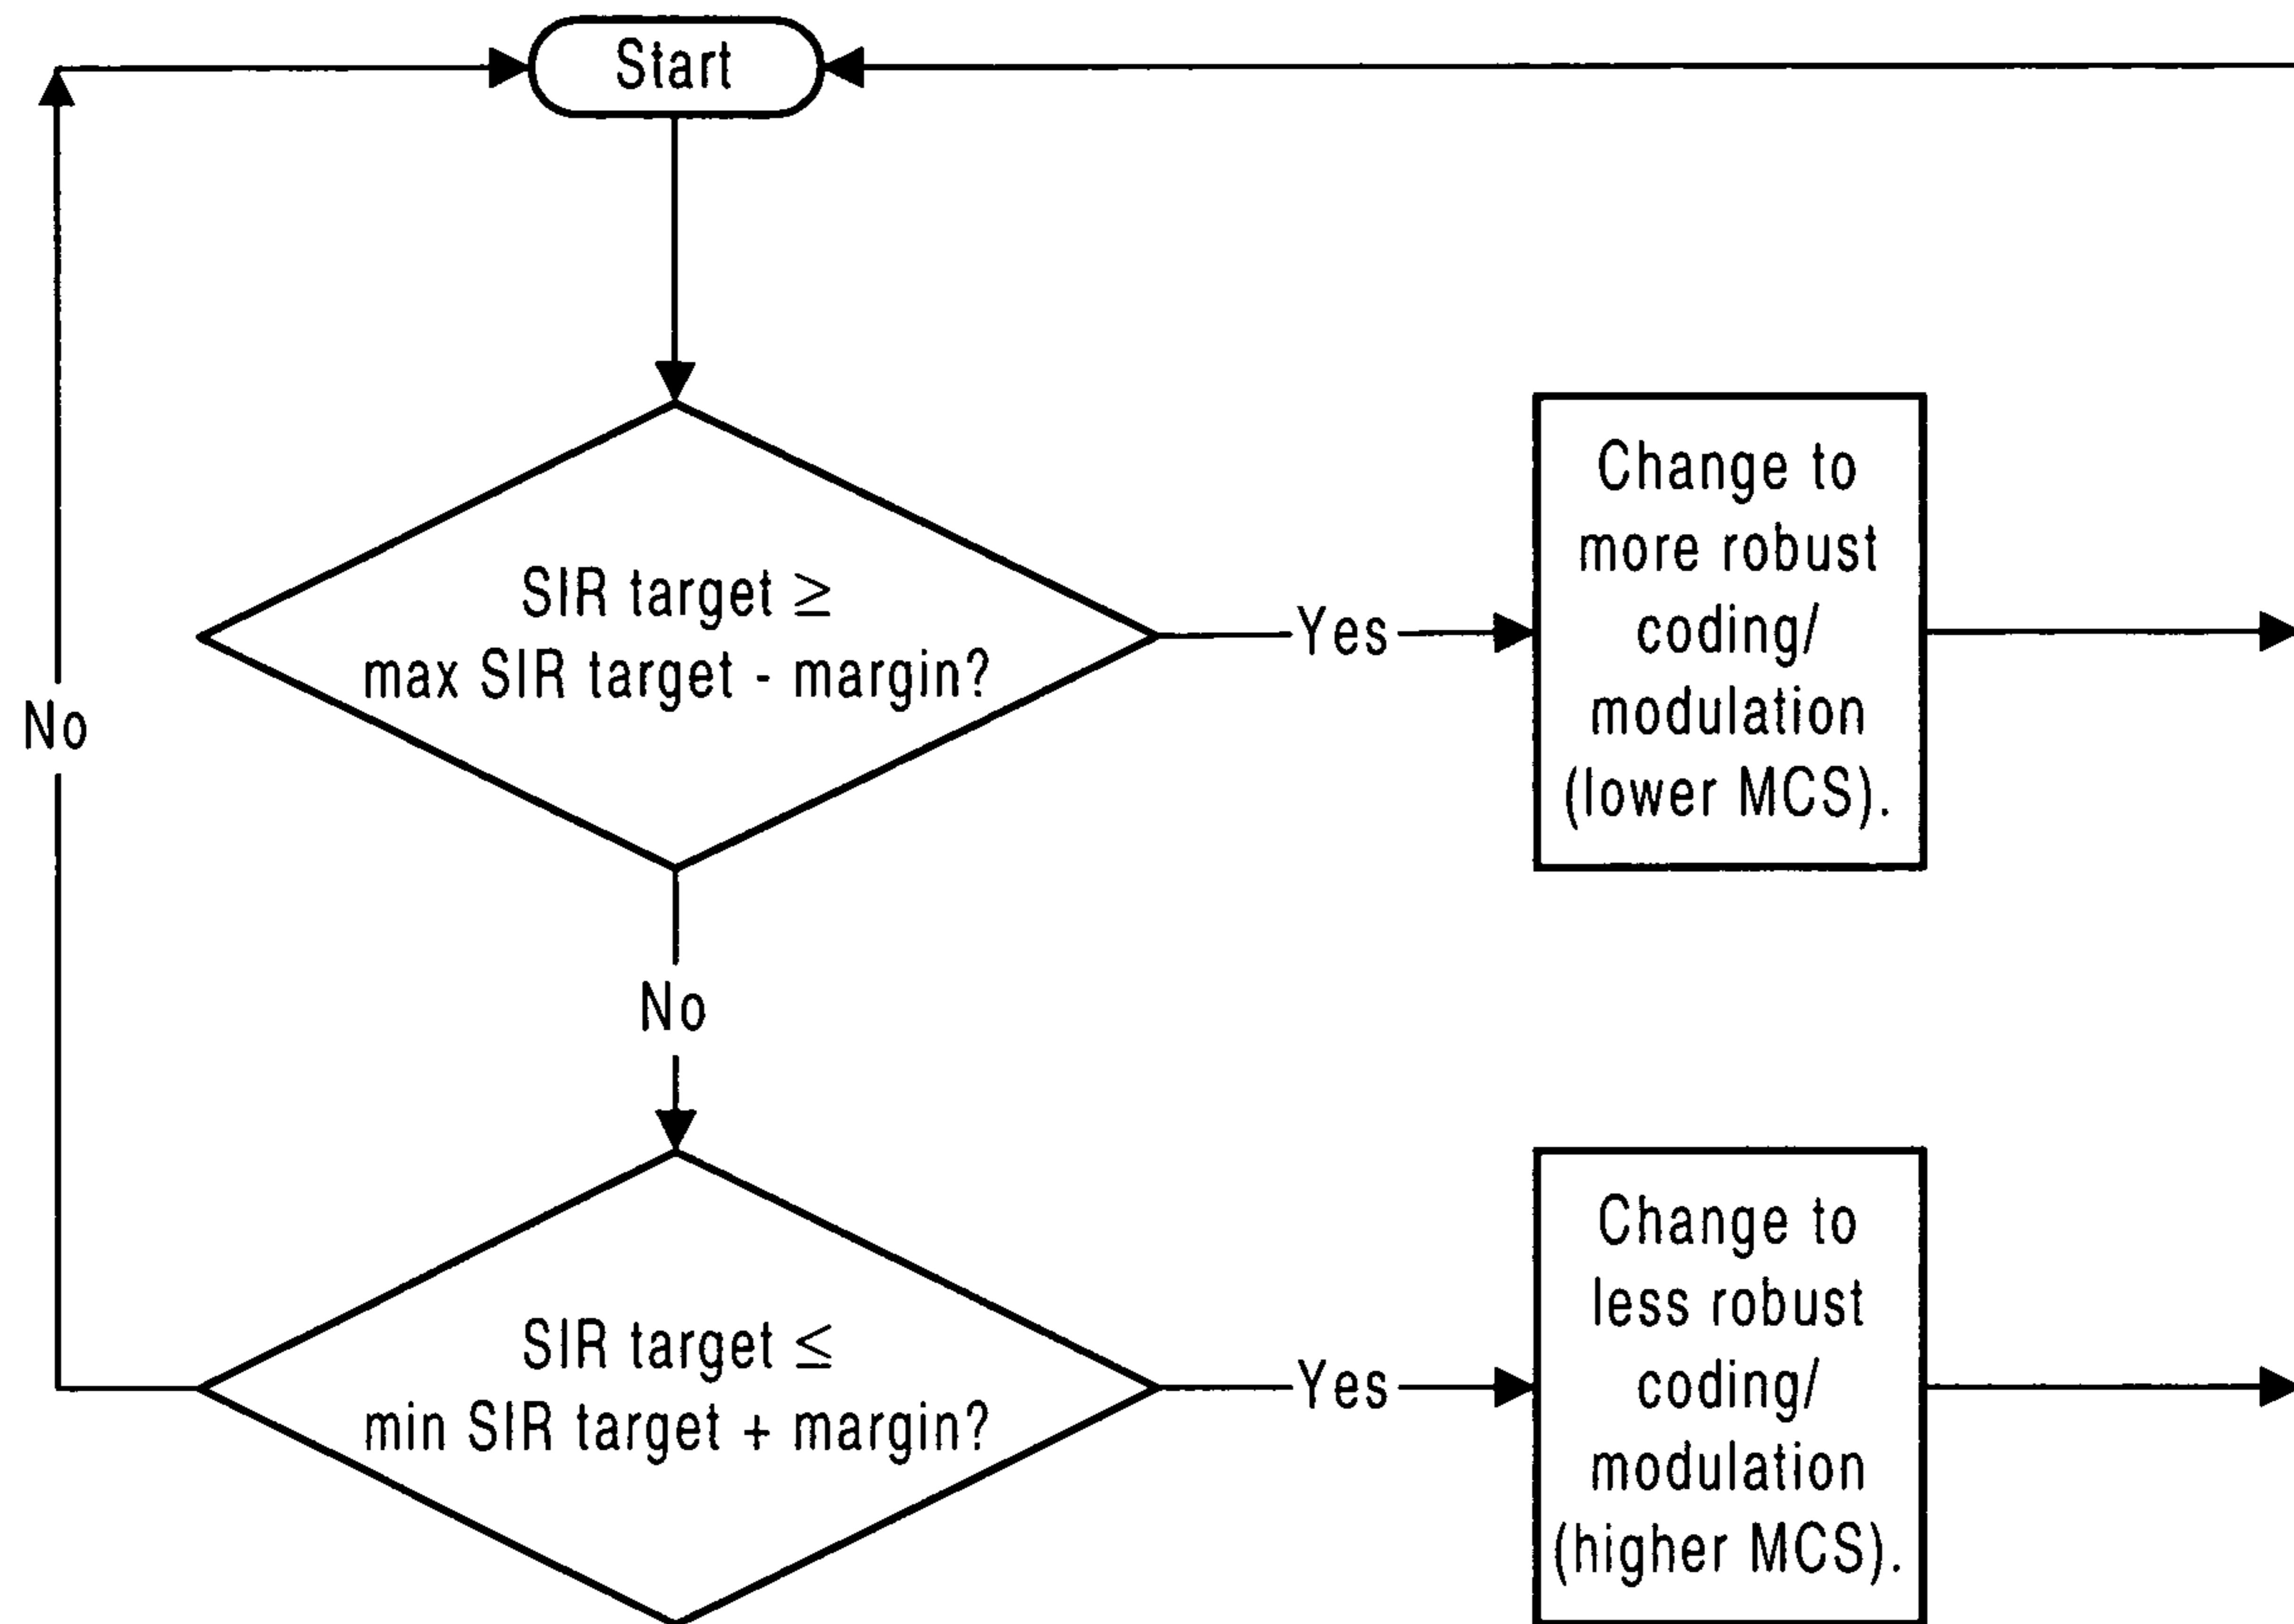 Start
SIR target ≥
max SIR target - margin?
Yes
Change to
more robust
coding/
modulation
(lower MCS).
No
No
SIR target ≤
min SIR target + margin?
Yes
Change to
less robust
coding/
modulation
(higher MCS).